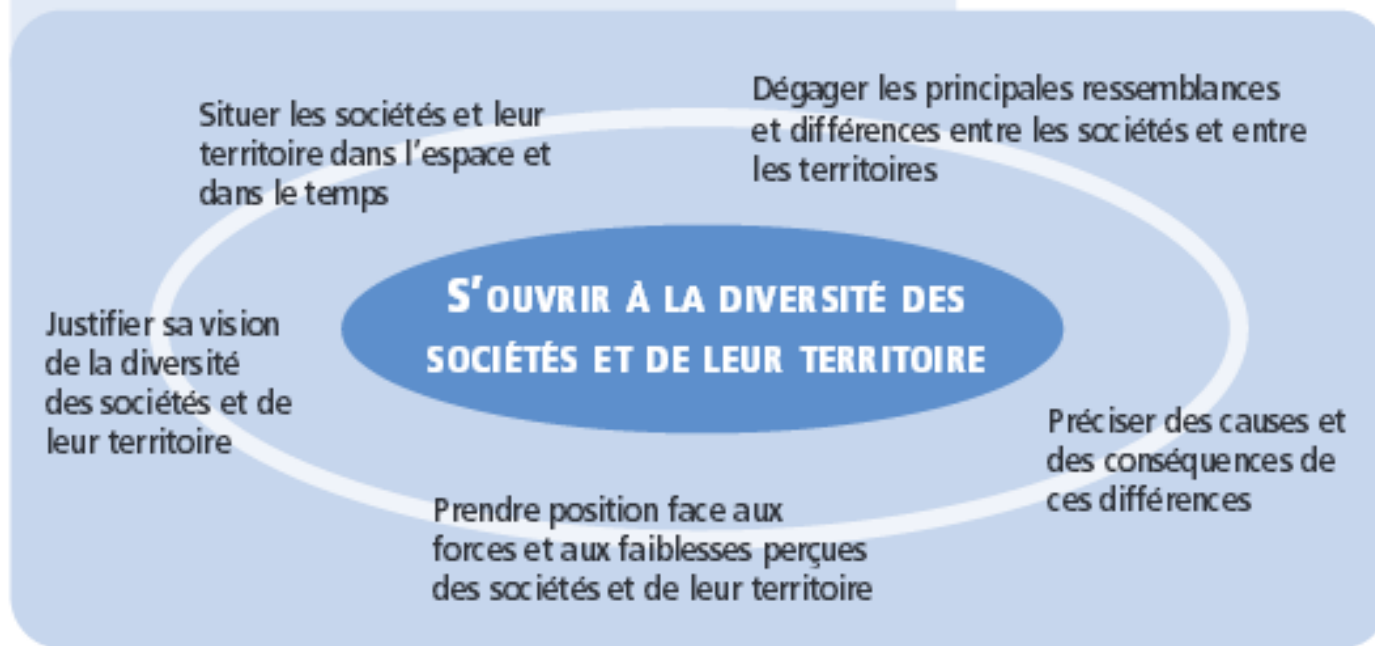 Situer les sociétés et leur
territoire dans l'espace et
dans le temps
Dégager les principales ressemblances
et différences entre les sociétés et entre
les territoires
S'OUVRIR À LA DIVERSITÉ DES
SOCIÉTÉS ET DE LEUR TERRITOIRE
Justifier sa vision
de la diversité
des sociétés et de
leur territoire
Préciser des causes et
des conséquences de
ces différences
Prendre position face aux
forces et aux faiblesses perçues
des sociétés et de leur territoire